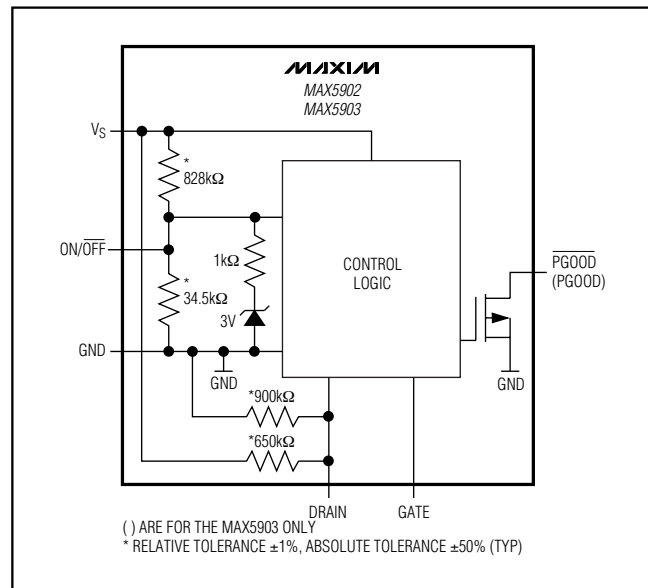 MAXIM
MAX5902
MAX5903
VS
*
828kΩ
ON/OFF
1kΩ
CONTROL
LOGIC
PGOOD
(PGOOD)
*
34.5kΩ
3V
GND
GND
GND
*900kΩ
*650kΩ
DRAIN
GATE
( ) ARE FOR THE MAX5903 ONLY
* RELATIVE TOLERANCE ±1%, ABSOLUTE TOLERANCE ±50% (TYP)